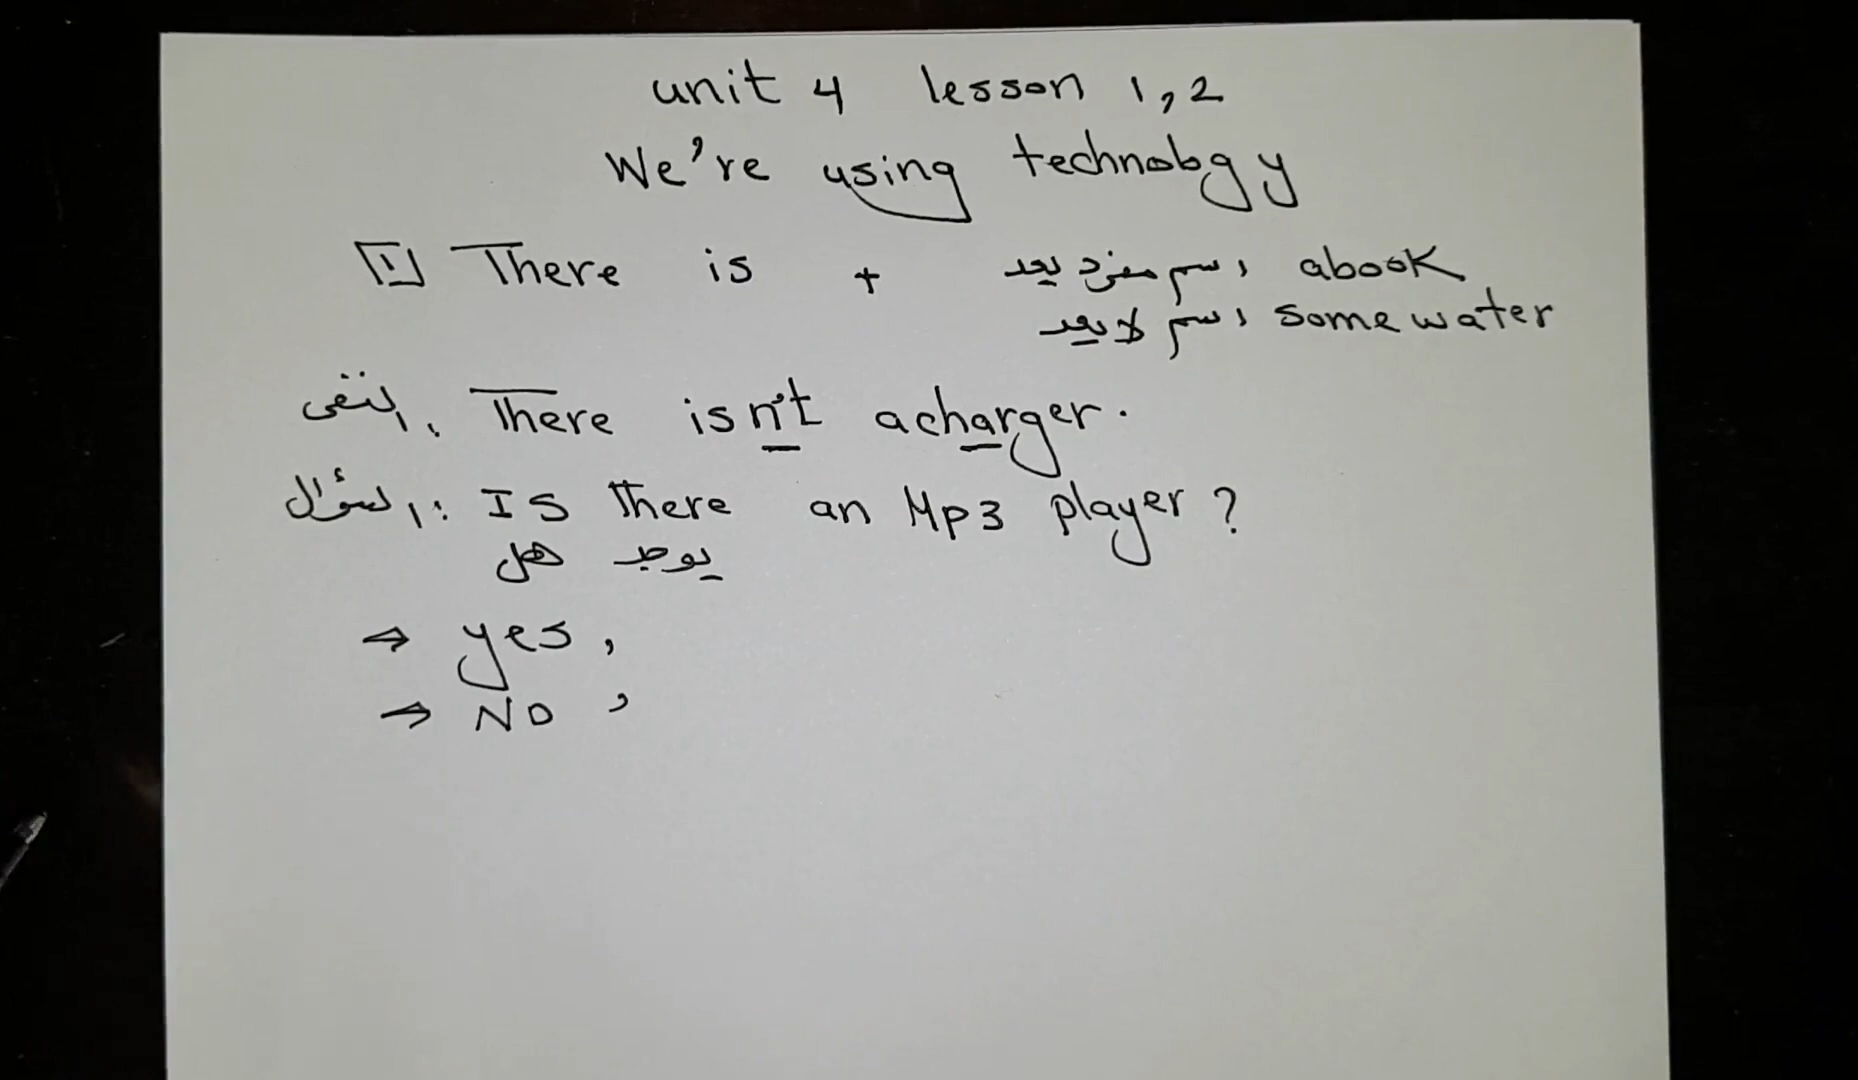 unit 4 lesson 1,2
We're using technology
1 There is + اسم مفرد يعد a book
اسم لا يعد some water
النفى: There isn't a charger.
السؤال: Is there an Mp3 player?
هل يوجد
⇒ yes,
⇒ No,